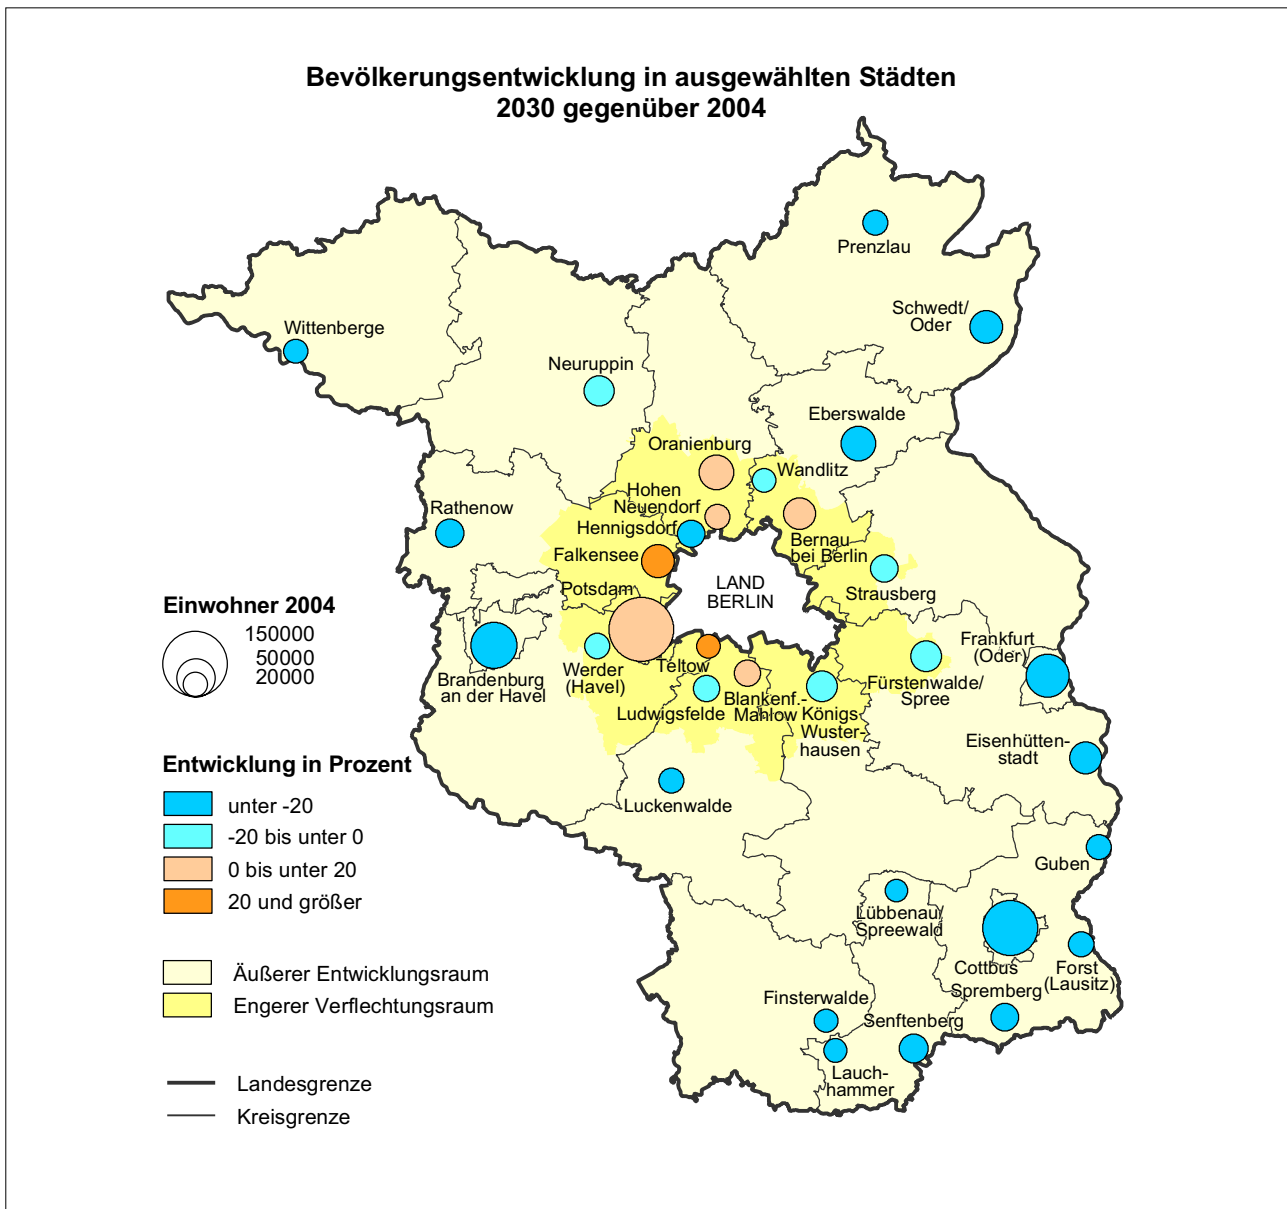 Bevölkerungsentwicklung in ausgewählten Städten
2030 gegenüber 2004
Prenzlau
Schwedt/
Oder
Wittenberge
Neuruppin
Eberswalde
Oranienburg
Wandlitz
Hohen
Neuendorf
Rathenow
Hennigsdorf
Bernau
bei Berlin
Falkensee
Potsdam
LAND
BERLIN
Strausberg
Einwohner 2004
150000
50000
20000
Frankfurt
(Oder)
Brandenburg
an der Havel
Werder
(Havel)
Teltow
Fürstenwalde/
Spree
Ludwigsfelde
Blankenf.-
Mahlow
Königs
Wuster-
hausen
Eisenhütten-
stadt
Entwicklung in Prozent
unter -20
-20 bis unter 0
0 bis unter 20
20 und größer
Luckenwalde
Guben
Lübbenau/
Spreewald
Cottbus
Forst
(Lausitz)
Äußerer Entwicklungsraum
Engerer Verflechtungsraum
Spremberg
Finsterwalde
Senftenberg
Lauch-
hammer
Landesgrenze
Kreisgrenze